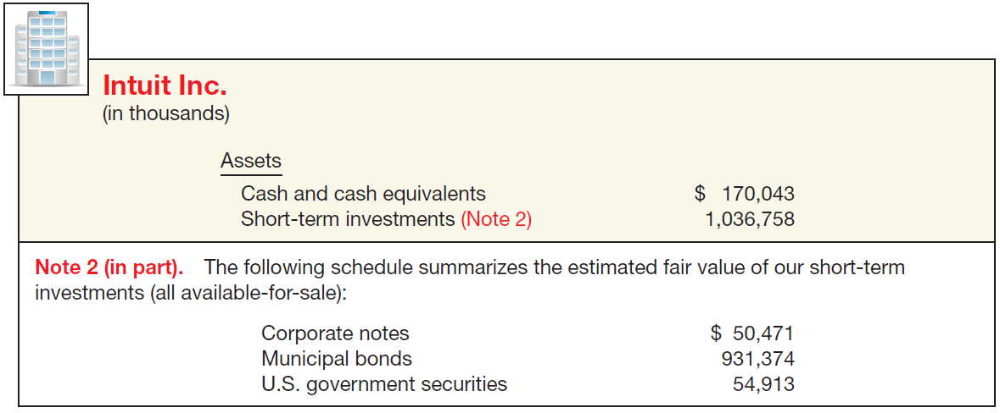 Intuit Inc.
(in thousands)
Assets
Cash and cash equivalents $ 170,043
Short-term investments (Note 2) 1,036,758
Note 2 (in part). The following schedule summarizes the estimated fair value of our short-term
investments (all available-for-sale):
Corporate notes $ 50,471
Municipal bonds 931,374
U.S. government securities 54,913